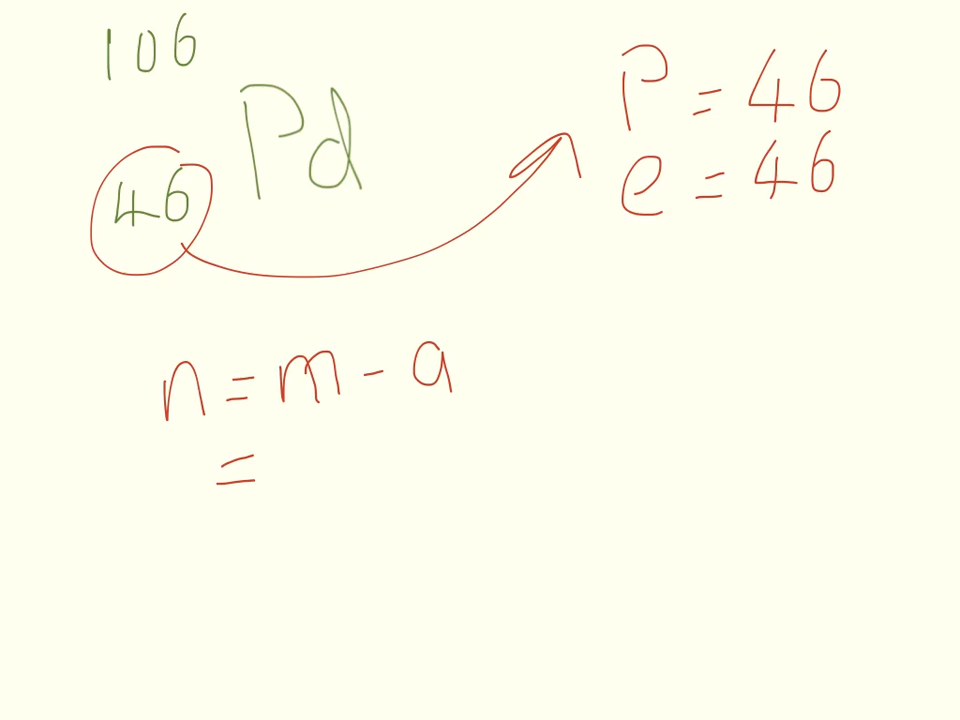 106
Pd
46
P = 46
e = 46
n = m - a
=